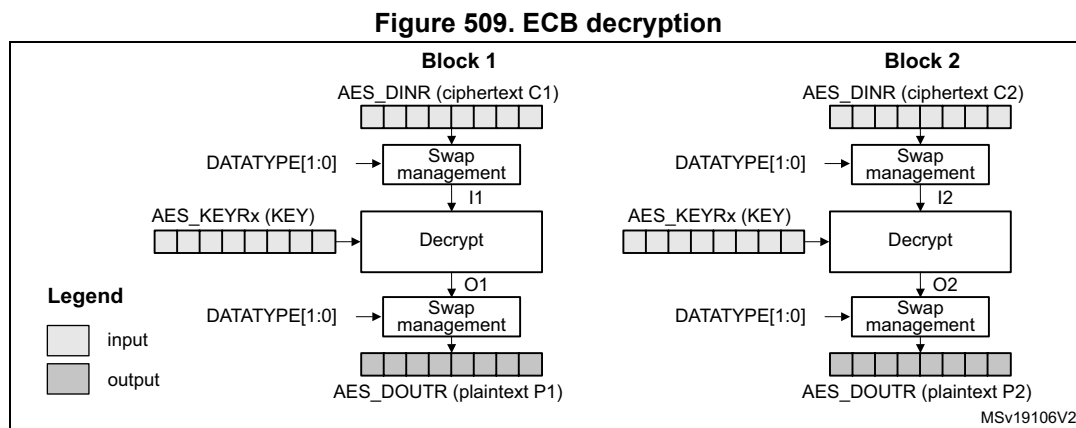 Figure 509. ECB decryption
Block 1
Block 2
AES_DINR (ciphertext C1)
AES_DINR (ciphertext C2)
DATATYPE[1:0]
Swap
management
DATATYPE[1:0]
Swap
management
I1
I2
AES_KEYRx (KEY)
Decrypt
AES_KEYRx (KEY)
Decrypt
O1
O2
Legend
input
output
DATATYPE[1:0]
Swap
management
DATATYPE[1:0]
Swap
management
AES_DOUTR (plaintext P1)
AES_DOUTR (plaintext P2)
MSv19106V2